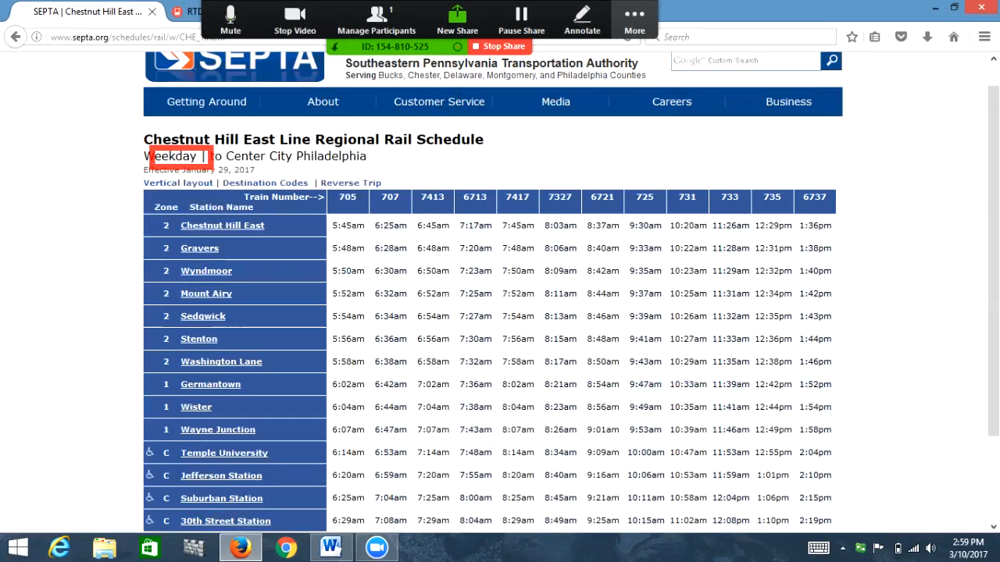 SEPTA | Chestnut Hill East ...
RTD
Mute
Stop Video
1
Manage Participants
New Share
Pause Share
Annotate
More
www.septa.org/schedules/rail/w/CHE_
Search
ID: 154-810-525
Stop Share
SEPTA
Southeastern Pennsylvania Transportation Authority
Serving Bucks, Chester, Delaware, Montgomery, and Philadelphia Counties
Google™ Custom Search
Getting Around About Customer Service Media Careers Business
Chestnut Hill East Line Regional Rail Schedule
Weekday | to Center City Philadelphia
Effective January 29, 2017
Vertical layout | Destination Codes | Reverse Trip
Train Number--> 705 707 7413 6713 7417 7327 6721 725 731 733 735 6737
Zone Station Name
2 Chestnut Hill East 5:45am 6:25am 6:45am 7:17am 7:45am 8:03am 8:37am 9:30am 10:20am 11:26am 12:29pm 1:36pm
2 Gravers 5:48am 6:28am 6:48am 7:20am 7:48am 8:06am 8:40am 9:33am 10:22am 11:28am 12:31pm 1:38pm
2 Wyndmoor 5:50am 6:30am 6:50am 7:23am 7:50am 8:09am 8:42am 9:35am 10:23am 11:29am 12:32pm 1:40pm
2 Mount Airy 5:52am 6:32am 6:52am 7:25am 7:52am 8:11am 8:44am 9:37am 10:25am 11:31am 12:34pm 1:42pm
2 Sedgwick 5:54am 6:34am 6:54am 7:27am 7:54am 8:13am 8:46am 9:39am 10:26am 11:32am 12:35pm 1:43pm
2 Stenton 5:56am 6:36am 6:56am 7:30am 7:56am 8:15am 8:48am 9:41am 10:27am 11:33am 12:36pm 1:44pm
2 Washington Lane 5:58am 6:38am 6:58am 7:32am 7:58am 8:17am 8:50am 9:43am 10:29am 11:35am 12:38pm 1:46pm
1 Germantown 6:02am 6:42am 7:02am 7:36am 8:02am 8:21am 8:54am 9:47am 10:33am 11:39am 12:42pm 1:52pm
1 Wister 6:04am 6:44am 7:04am 7:38am 8:04am 8:23am 8:56am 9:49am 10:35am 11:41am 12:44pm 1:54pm
1 Wayne Junction 6:07am 6:47am 7:07am 7:43am 8:07am 8:26am 9:01am 9:53am 10:39am 11:46am 12:49pm 1:58pm
C Temple University 6:14am 6:53am 7:14am 7:48am 8:14am 8:34am 9:09am 10:00am 10:47am 11:53am 12:55pm 2:04pm
C Jefferson Station 6:20am 6:59am 7:20am 7:55am 8:20am 8:40am 9:16am 10:06am 10:53am 11:59am 1:01pm 2:10pm
C Suburban Station 6:25am 7:04am 7:25am 8:00am 8:25am 8:45am 9:21am 10:11am 10:58am 12:04pm 1:06pm 2:15pm
C 30th Street Station 6:29am 7:08am 7:29am 8:04am 8:29am 8:49am 9:25am 10:15am 11:02am 12:08pm 1:10pm 2:19pm
2:59 PM
3/10/2017